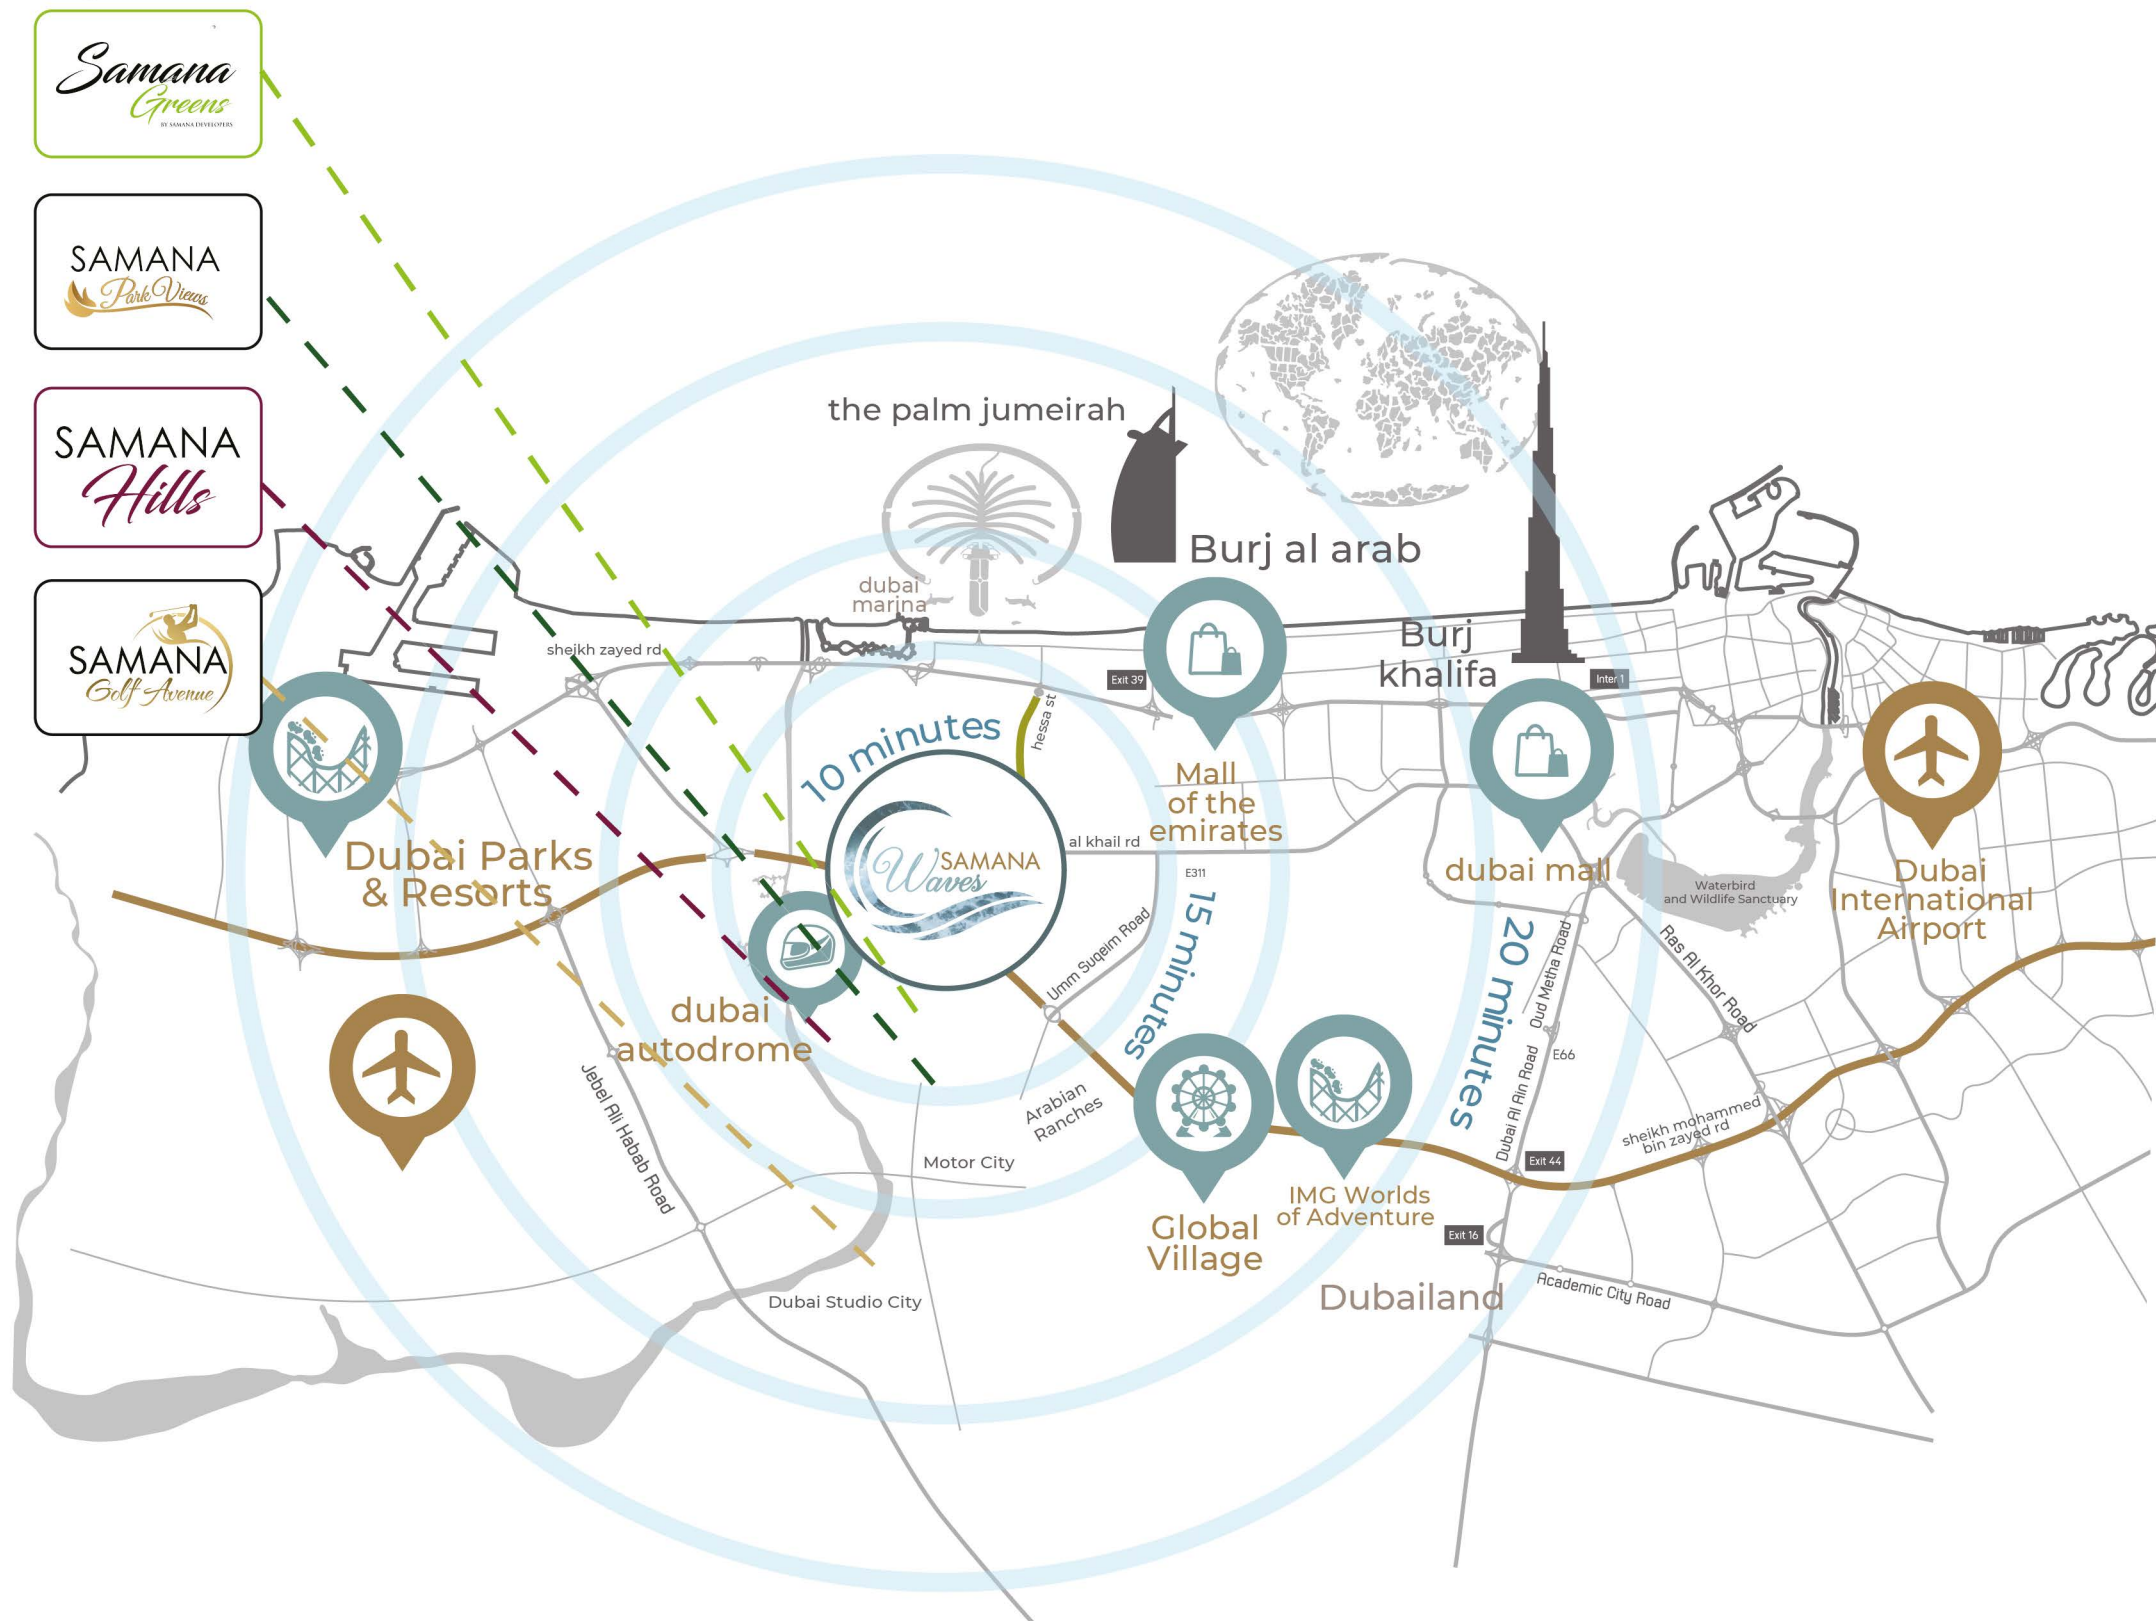 Samana
Greens
BY SAMANA DEVELOPERS
SAMANA
Park Views
SAMANA
Hills
SAMANA
Golf Avenue
the palm jumeirah
Burj al arab
dubai
marina
sheikh zayed rd
Burj
khalifa
Exit 39
Inter 1
hessa st
10 minutes
Mall
of the
emirates
al khail rd
SAMANA
Waves
E311
15 minutes
Umm Suqeim Road
dubai mall
Waterbird
and Wildlife Sanctuary
Dubai
International
Airport
Dubai Parks
& Resorts
20 minutes
Oud Metha Road
Ras Al Khor Road
dubai
autodrome
E66
Jebel Ali Habab Road
Arabian
Ranches
Dubai Al Ain Road
sheikh mohammed
bin zayed rd
Motor City
Exit 44
IMG Worlds
of Adventure
Global
Village
Exit 16
Dubai Studio City
Dubailand
Academic City Road